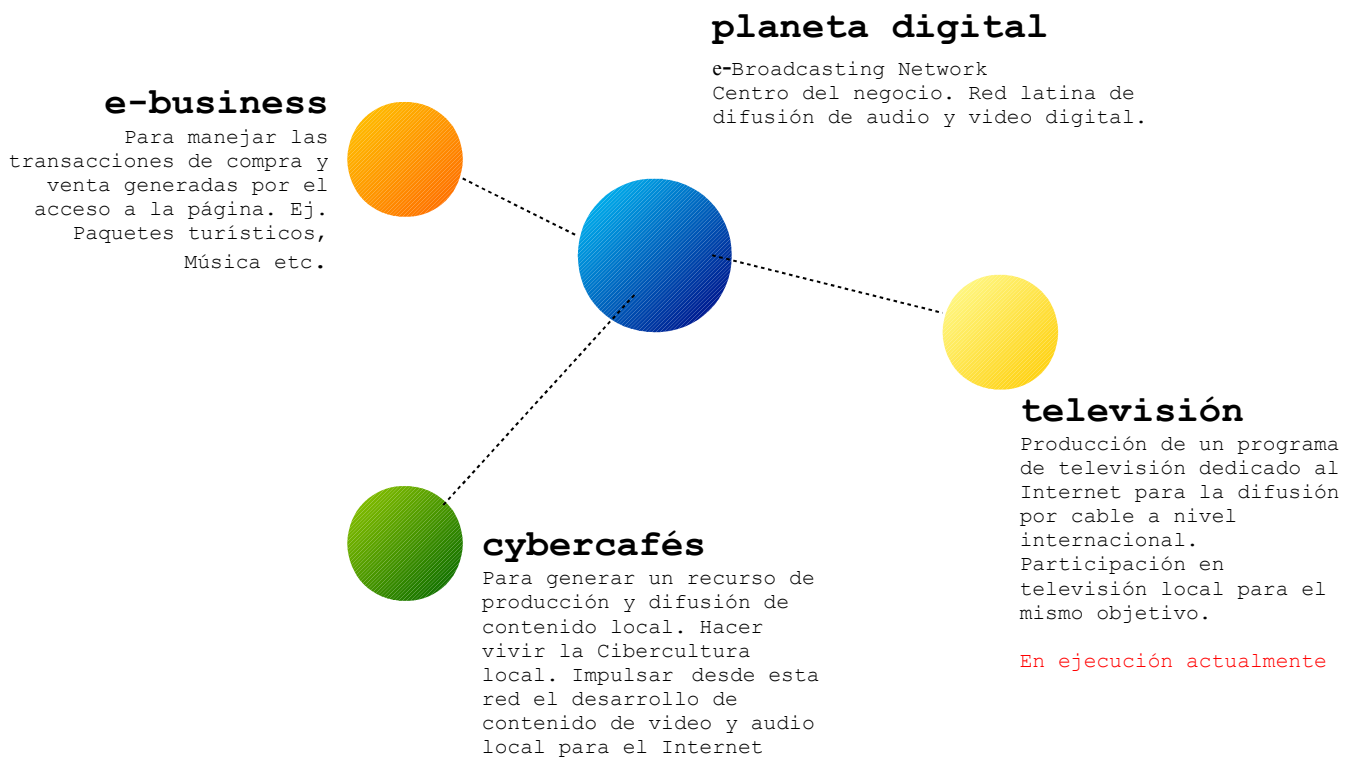 planeta digital
e-Broadcasting Network
Centro del negocio. Red latina de
difusión de audio y video digital.
e-business
Para manejar las
transacciones de compra y
venta generadas por el
acceso a la página. Ej.
Paquetes turísticos,
Música etc.
televisión
Producción de un programa
de televisión dedicado al
Internet para la difusión
por cable a nivel
internacional.
Participación en
televisión local para el
mismo objetivo.
En ejecución actualmente
cybercafés
Para generar un recurso de
producción y difusión de
contenido local. Hacer
vivir la Cibercultura
local. Impulsar desde esta
red el desarrollo de
contenido de video y audio
local para el Internet